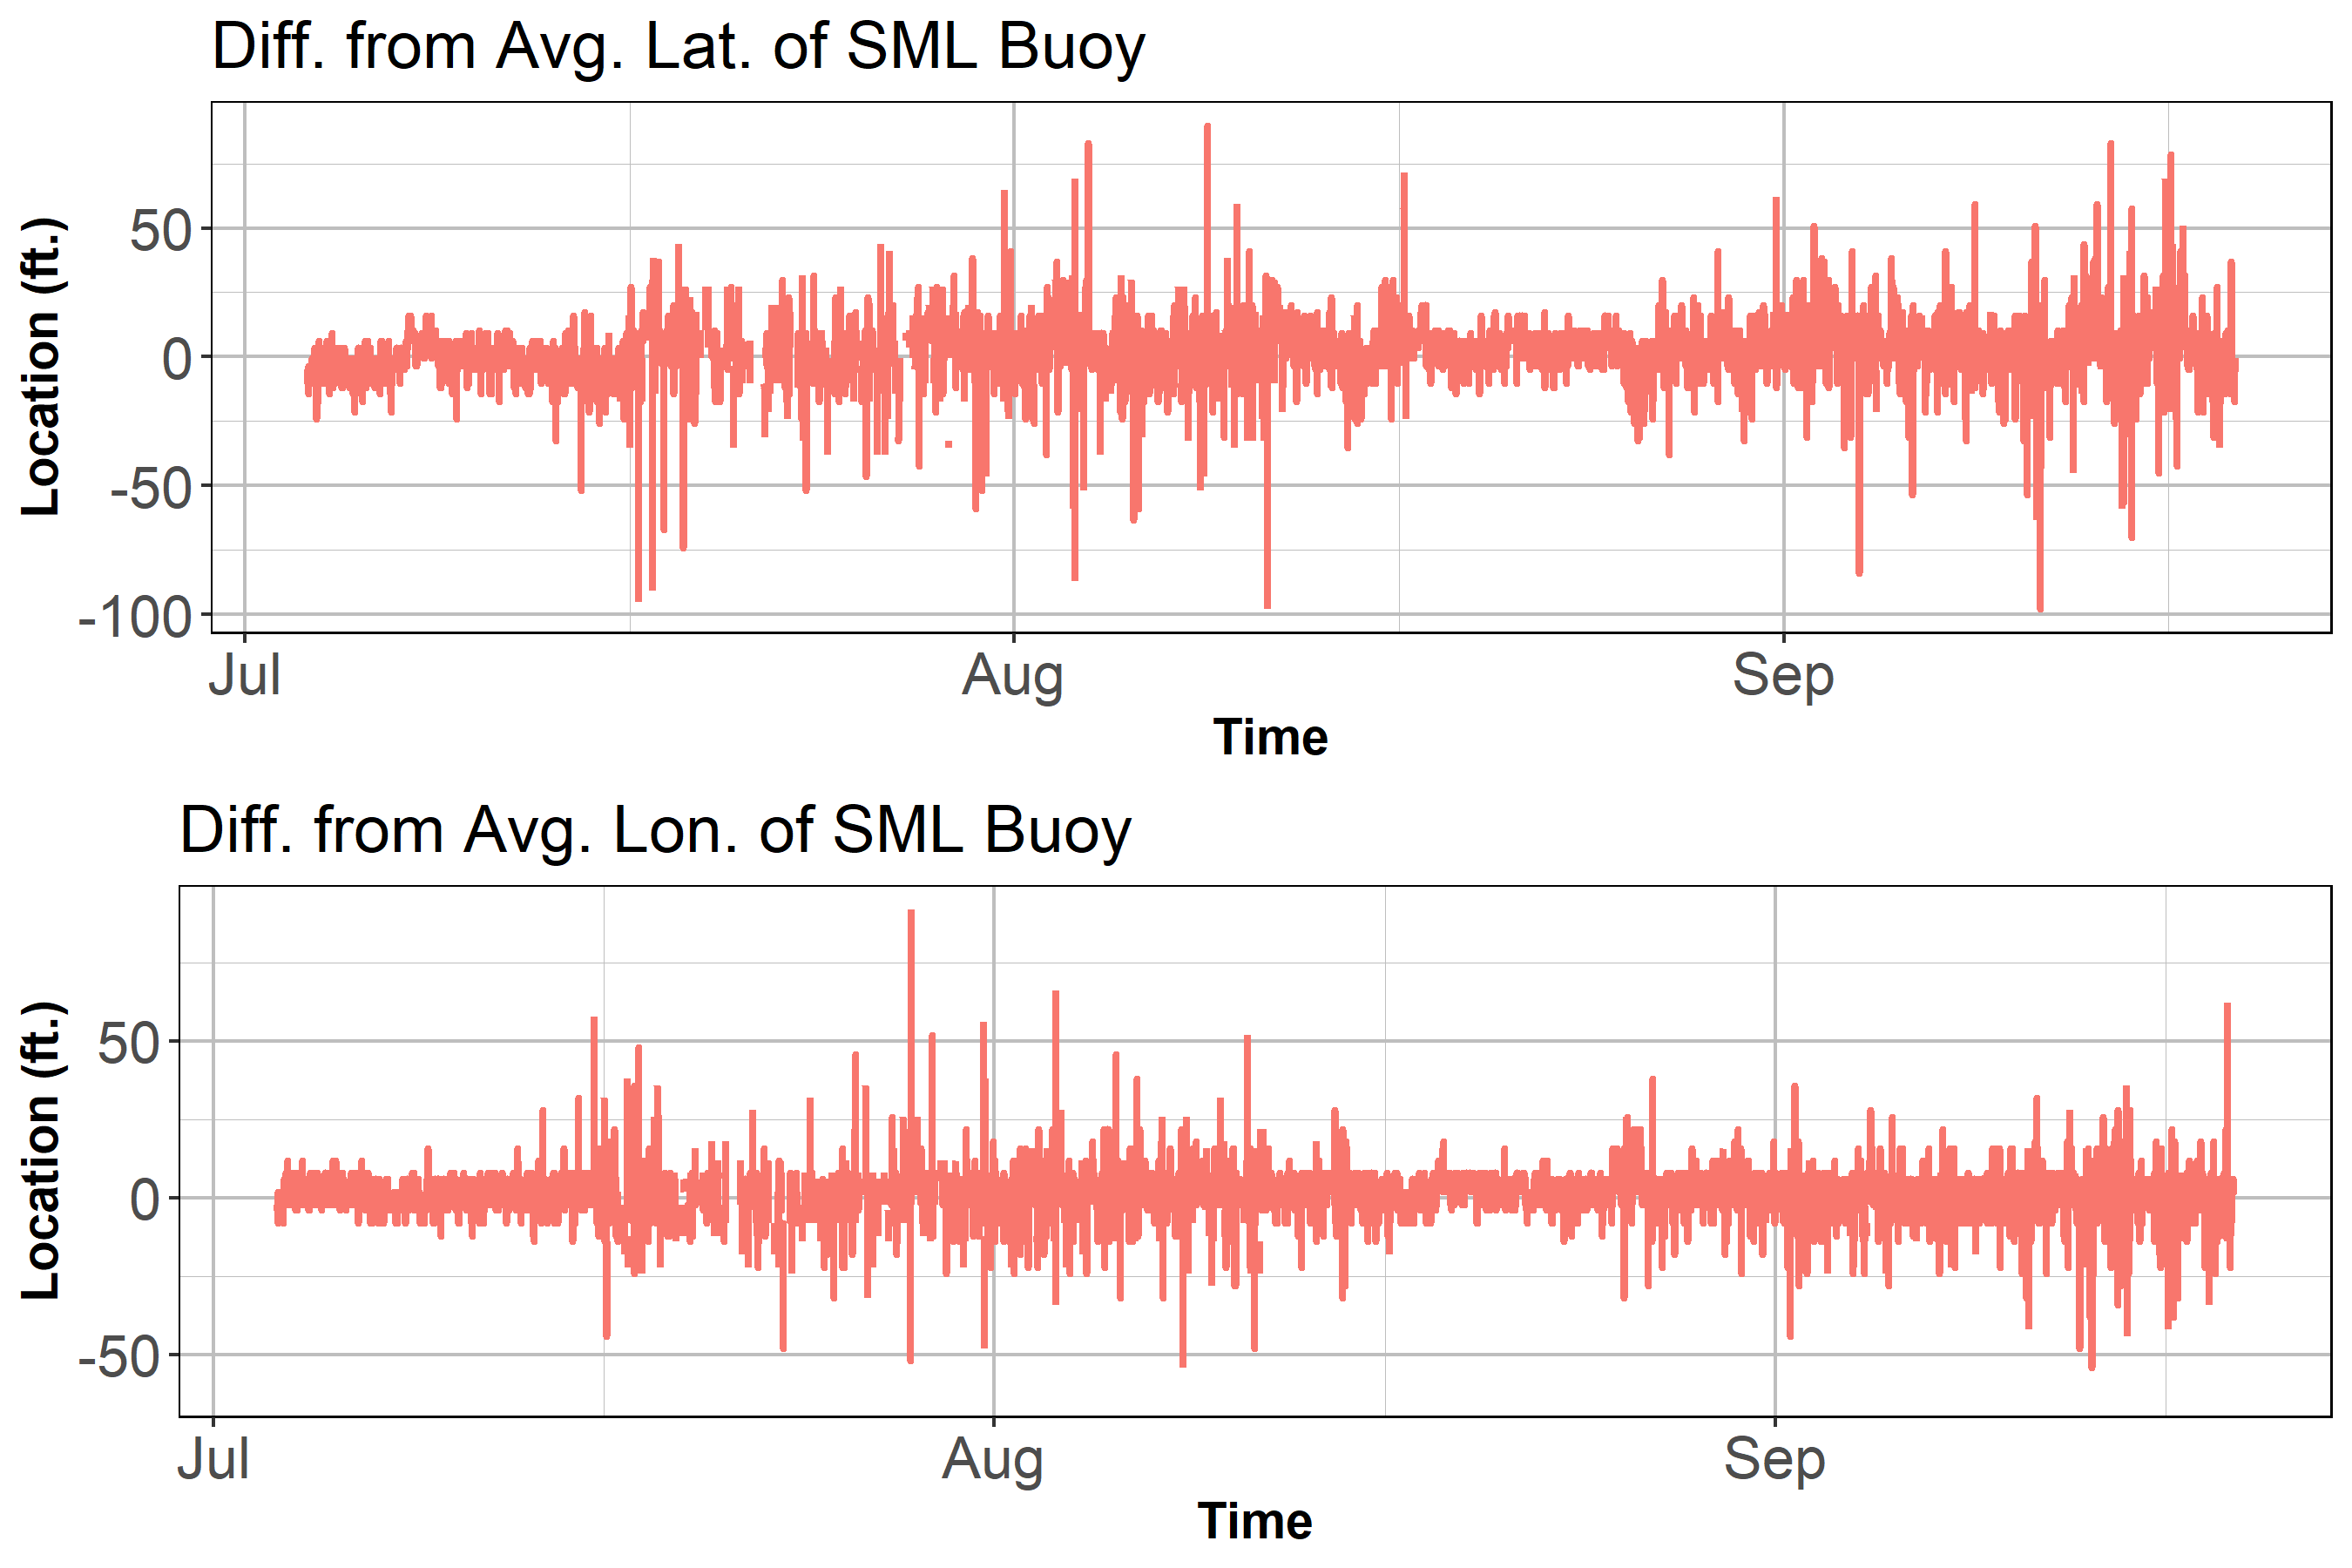 Diff. from Avg. Lat. of SML Buoy
Location (ft.)
50
0
-50
-100
Jul Aug Sep
Time
Diff. from Avg. Lon. of SML Buoy
Location (ft.)
50
0
-50
Jul Aug Sep
Time